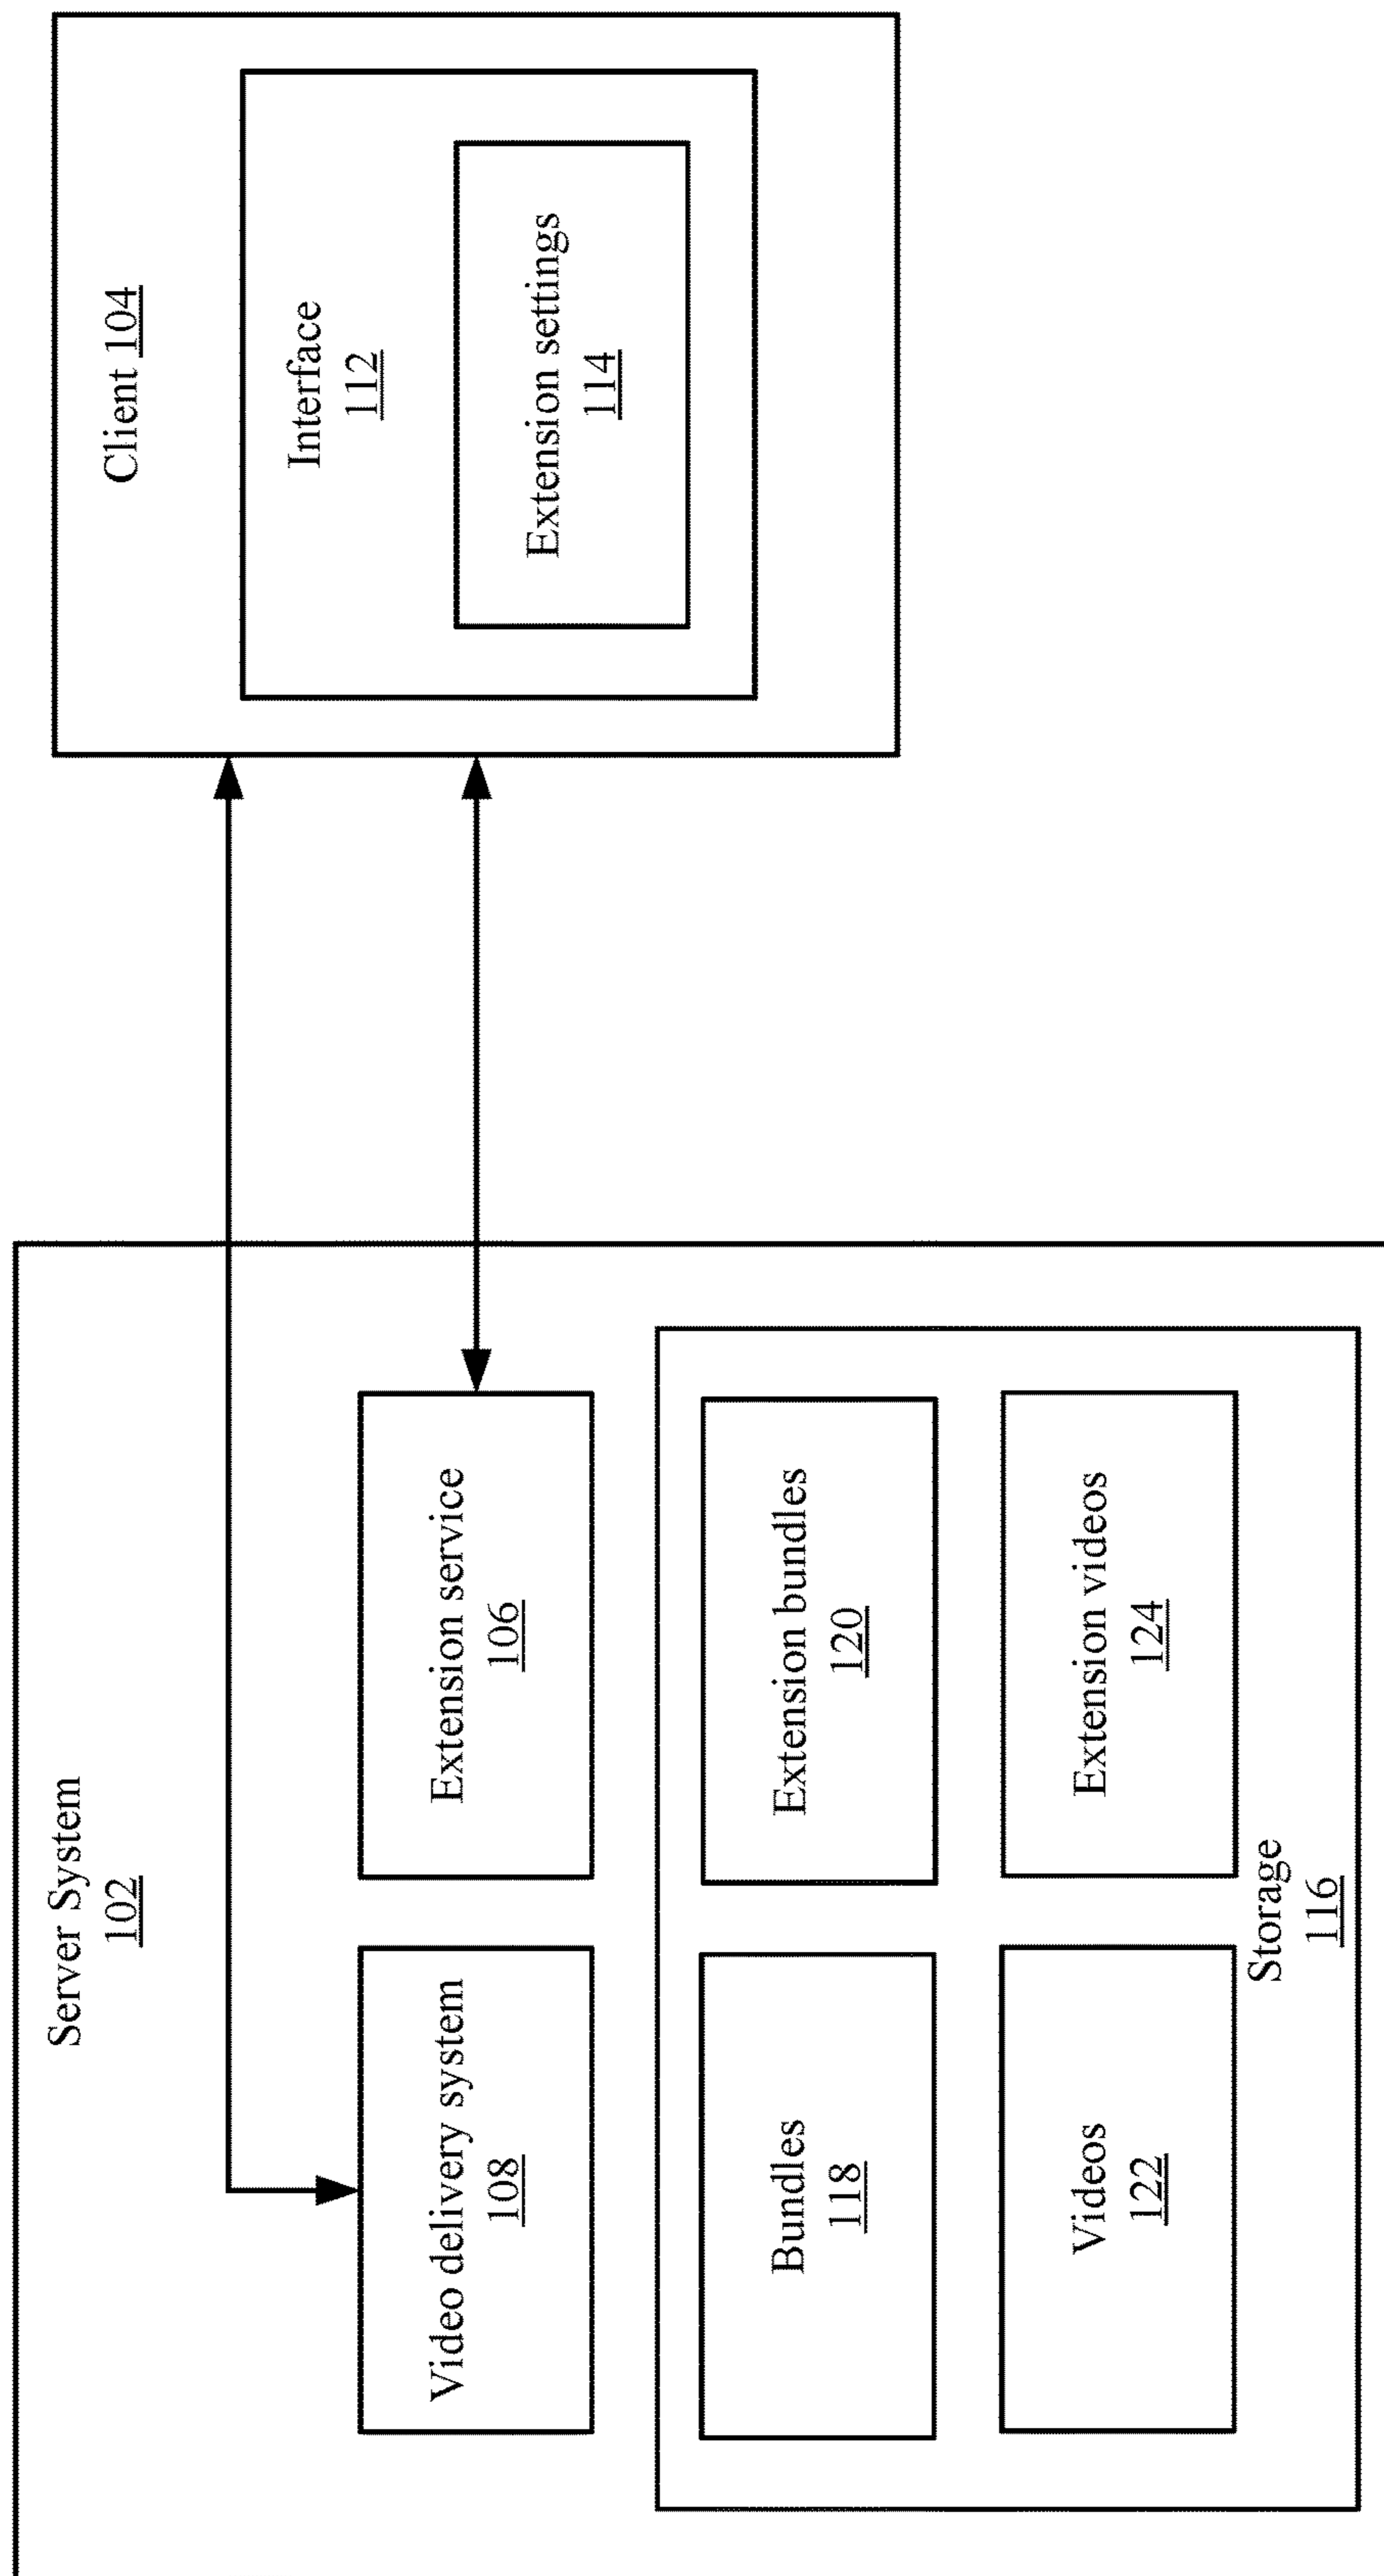 Server System
102
Video delivery system
108
Extension service
106
Bundles
118
Extension bundles
120
Videos
122
Extension videos
124
Storage
116
Client 104
Interface
112
Extension settings
114